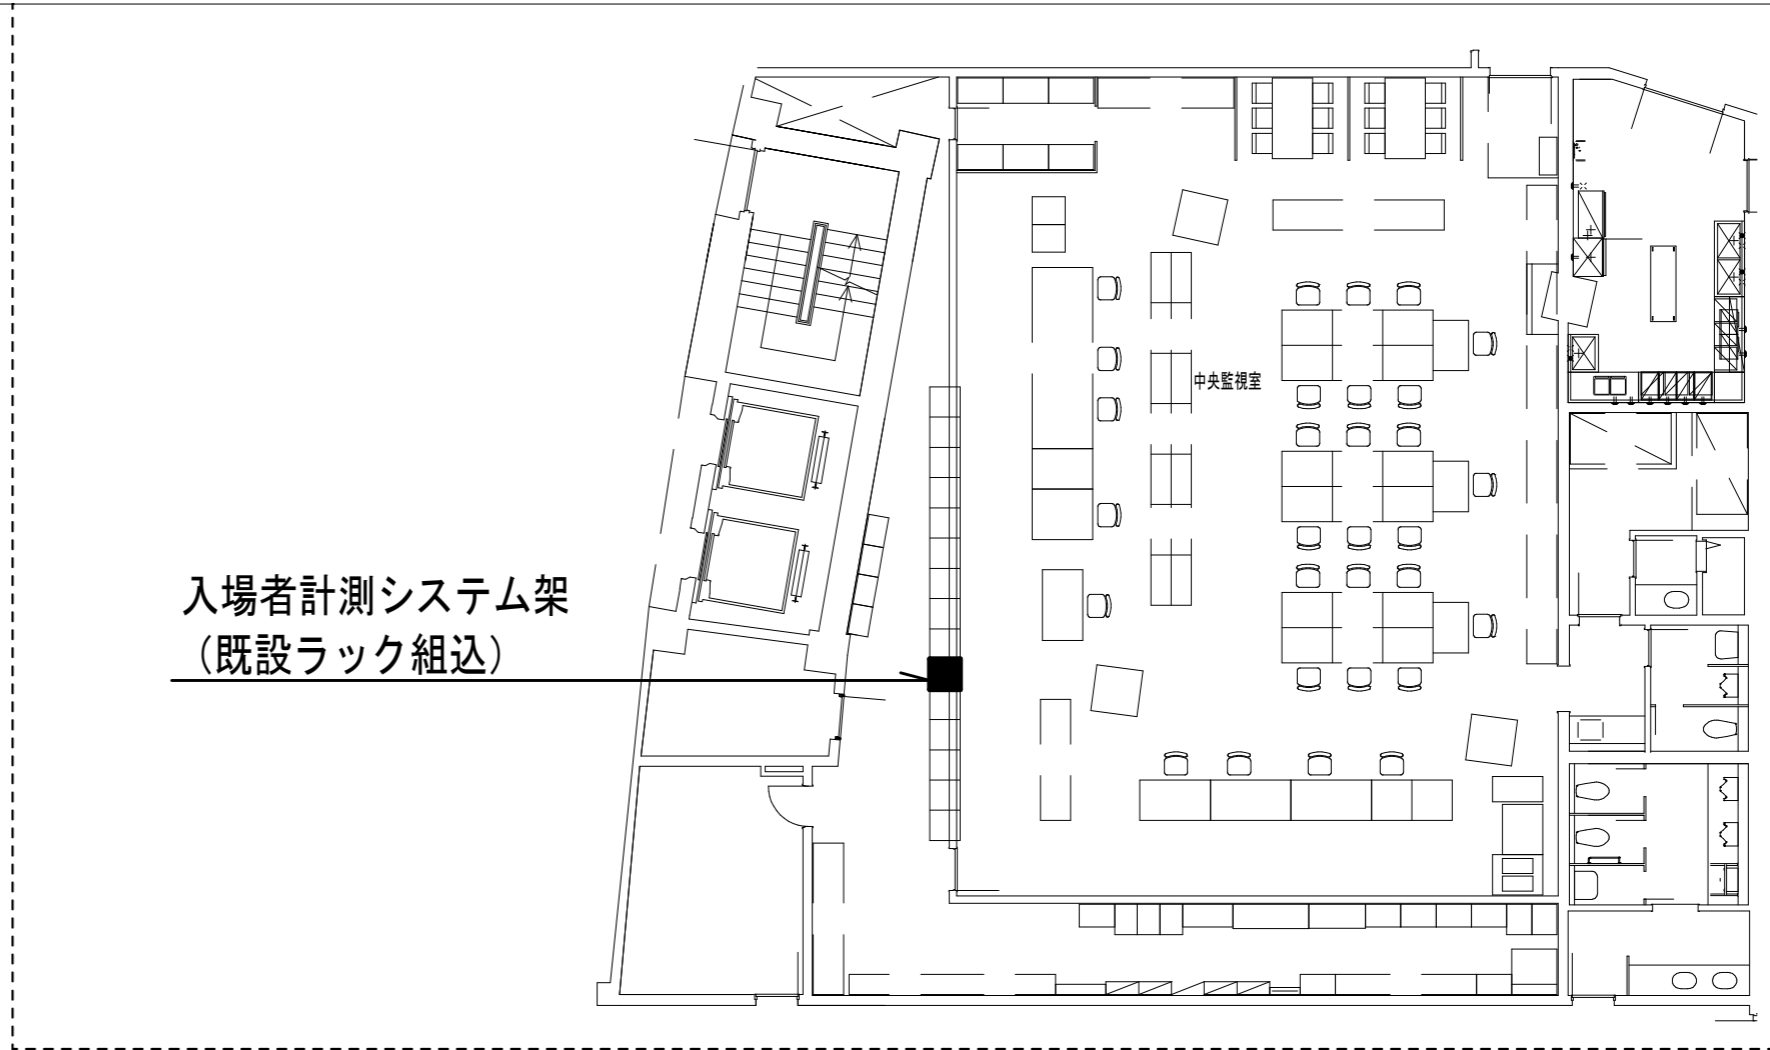 中央監視室
入場者計測システム架
（既設ラック組込）